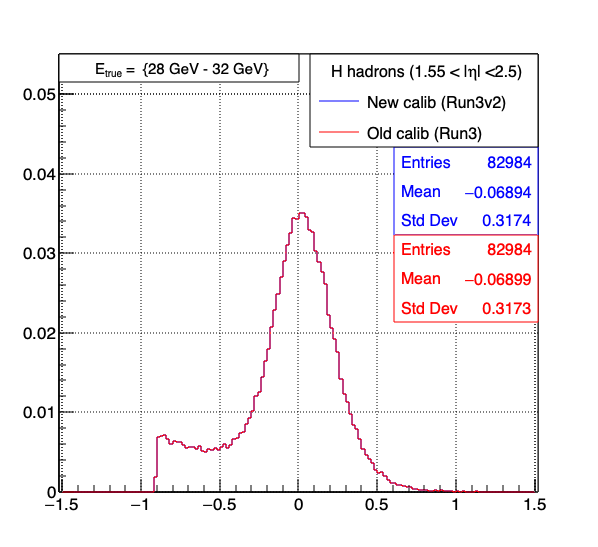 E_true = {28 GeV - 32 GeV}
H hadrons (1.55 < |η| <2.5)
New calib (Run3v2)
Old calib (Run3)
Entries 82984
Mean −0.06894
Std Dev 0.3174
Entries 82984
Mean −0.06899
Std Dev 0.3173
0.05
0.04
0.03
0.02
0.01
0
−1.5 −1 −0.5 0 0.5 1 1.5